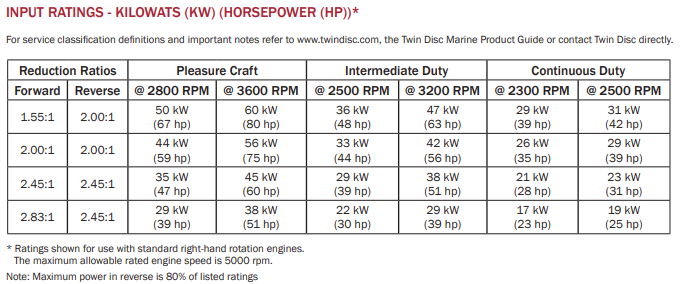 INPUT RATINGS - KILOWATS (KW) (HORSEPOWER (HP))*
For service classification definitions and important notes refer to www.twindisc.com, the Twin Disc Marine Product Guide or contact Twin Disc directly.
Reduction Ratios Pleasure Craft Intermediate Duty Continuous Duty
Forward Reverse @ 2800 RPM @ 3600 RPM @ 2500 RPM @ 3200 RPM @ 2300 RPM @ 2500 RPM
1.55:1 2.00:1 50 kW 60 kW 36 kW 47 kW 29 kW 31 kW
(67 hp) (80 hp) (48 hp) (63 hp) (39 hp) (42 hp)
2.00:1 2.00:1 44 kW 56 kW 33 kW 42 kW 26 kW 29 kW
(59 hp) (75 hp) (44 hp) (56 hp) (35 hp) (39 hp)
2.45:1 2.45:1 35 kW 45 kW 29 kW 38 kW 21 kW 23 kW
(47 hp) (60 hp) (39 hp) (51 hp) (28 hp) (31 hp)
2.83:1 2.45:1 29 kW 38 kW 22 kW 29 kW 17 kW 19 kW
(39 hp) (51 hp) (30 hp) (39 hp) (23 hp) (25 hp)
* Ratings shown for use with standard right-hand rotation engines.
The maximum allowable rated engine speed is 5000 rpm.
Note: Maximum power in reverse is 80% of listed ratings